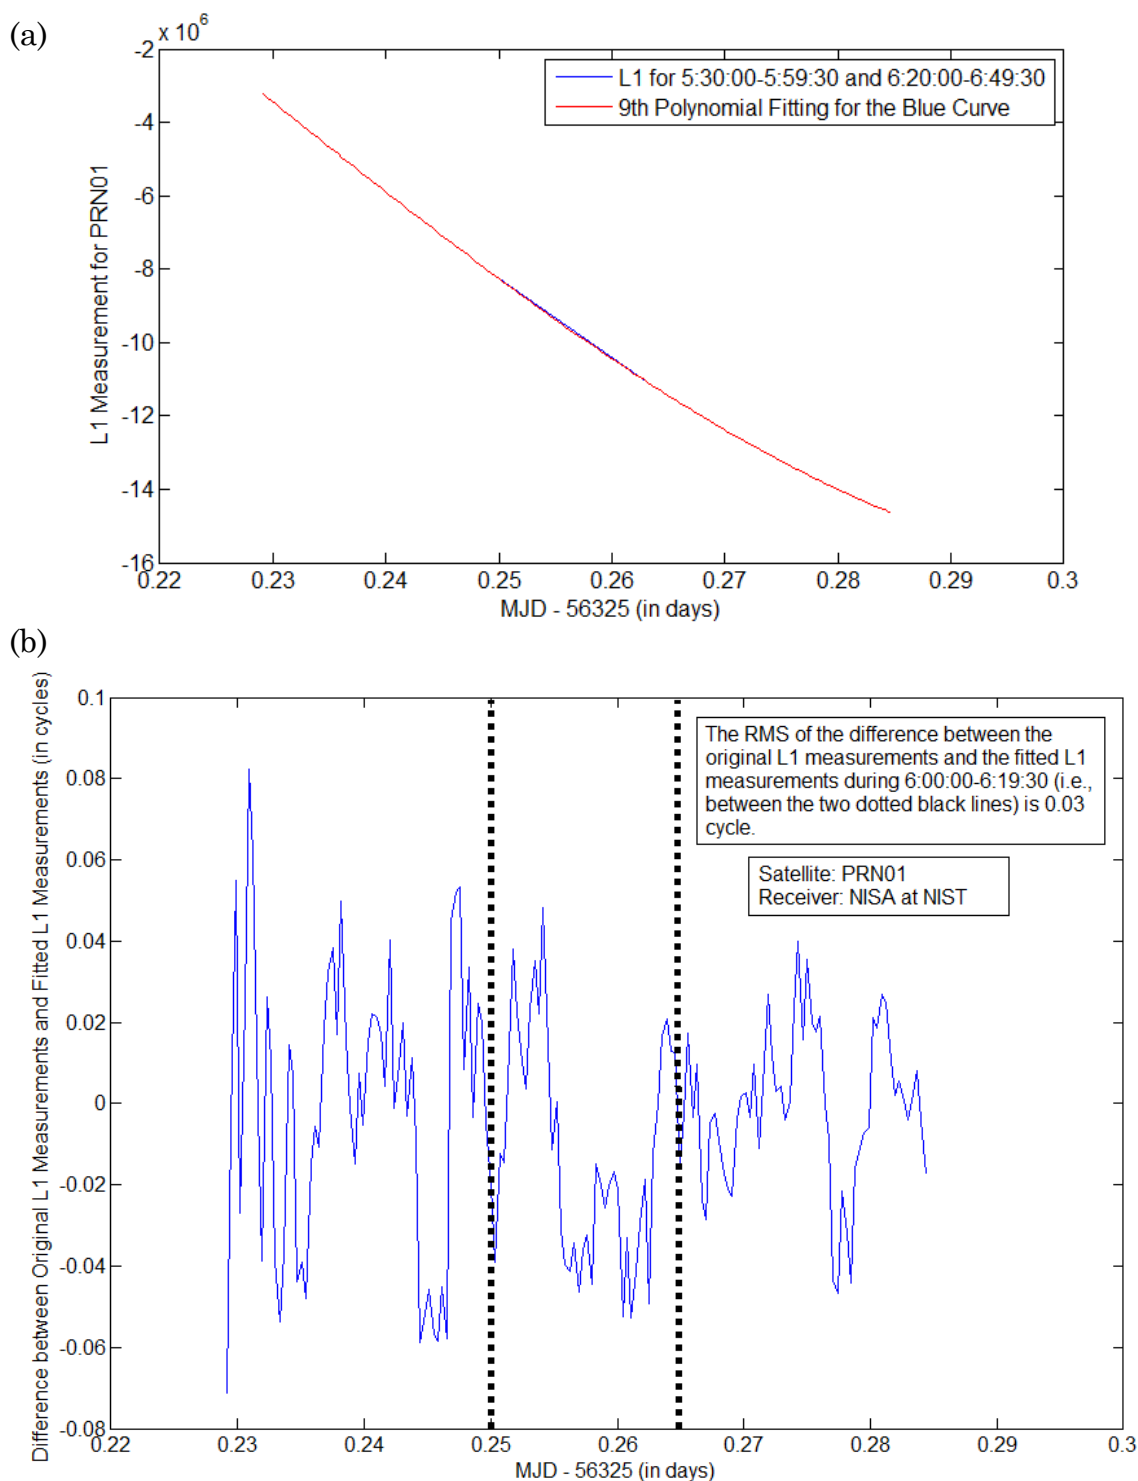 (a)
x 10^6
-2
-4
-6
-8
-10
-12
-14
-16
L1 Measurement for PRN01
L1 for 5:30:00-5:59:30 and 6:20:00-6:49:30
9th Polynomial Fitting for the Blue Curve
0.22 0.23 0.24 0.25 0.26 0.27 0.28 0.29 0.3
MJD - 56325 (in days)
(b)
Difference between Original L1 Measurements and Fitted L1 Measurements (in cycles)
0.1
0.08
0.06
0.04
0.02
0
-0.02
-0.04
-0.06
-0.08
The RMS of the difference between the
original L1 measurements and the fitted L1
measurements during 6:00:00-6:19:30 (i.e.,
between the two dotted black lines) is 0.03
cycle.
Satellite: PRN01
Receiver: NISA at NIST
0.22 0.23 0.24 0.25 0.26 0.27 0.28 0.29 0.3
MJD - 56325 (in days)